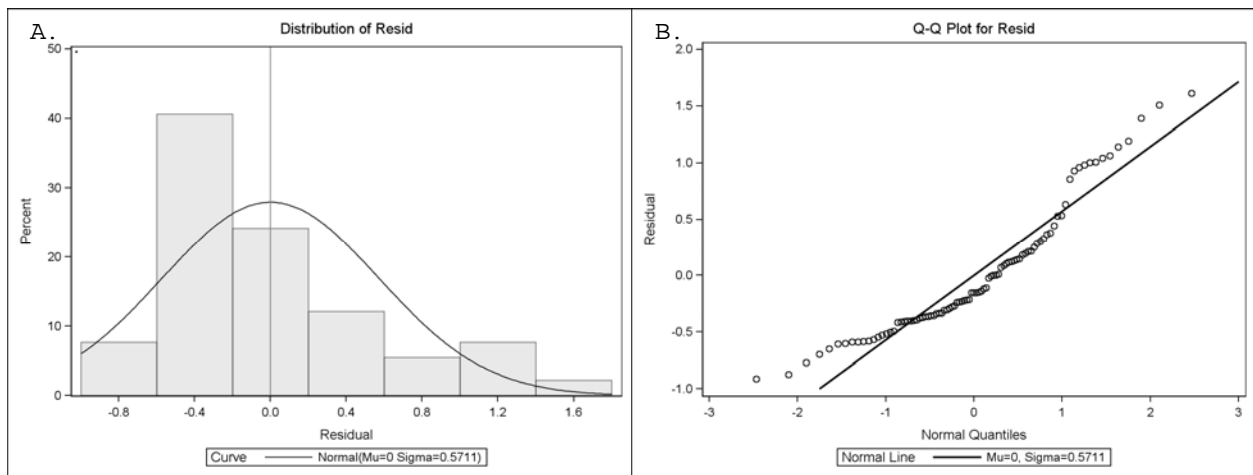 A.
Distribution of Resid
50
40
30
20
10
0
Percent
-0.8 -0.4 0.0 0.4 0.8 1.2 1.6
Residual
Curve Normal(Mu=0 Sigma=0.5711)
B.
Q-Q Plot for Resid
2.0
1.5
1.0
0.5
0.0
-0.5
-1.0
Residual
-3 -2 -1 0 1 2 3
Normal Quantiles
Normal Line Mu=0, Sigma=0.5711